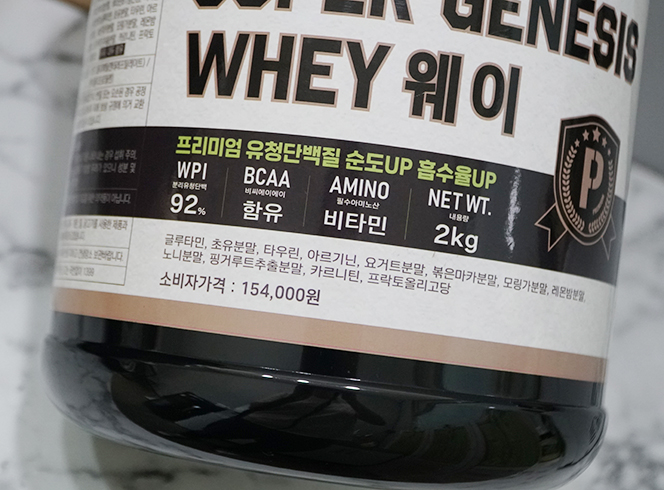 SUPER GENESIS
WHEY 웨이
프리미엄 유청단백질 순도UP 흡수율UP
WPI
분리유청단백
92%
BCAA
비씨에이에이
함유
AMINO
필수아미노산
비타민
NET WT.
내용량
2kg
글루타민, 초유분말, 타우린, 아르기닌, 요거트분말, 볶은마카분말, 모링가분말, 레몬밤분말,
노니분말, 핑거루트추출분말, 카르니틴, 프락토올리고당
소비자가격 : 154,000원
P